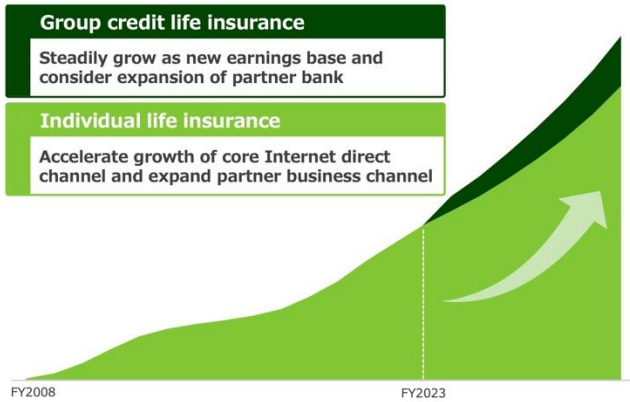 Group credit life insurance
Steadily grow as new earnings base and
consider expansion of partner bank
Individual life insurance
Accelerate growth of core Internet direct
channel and expand partner business channel
FY2008
FY2023